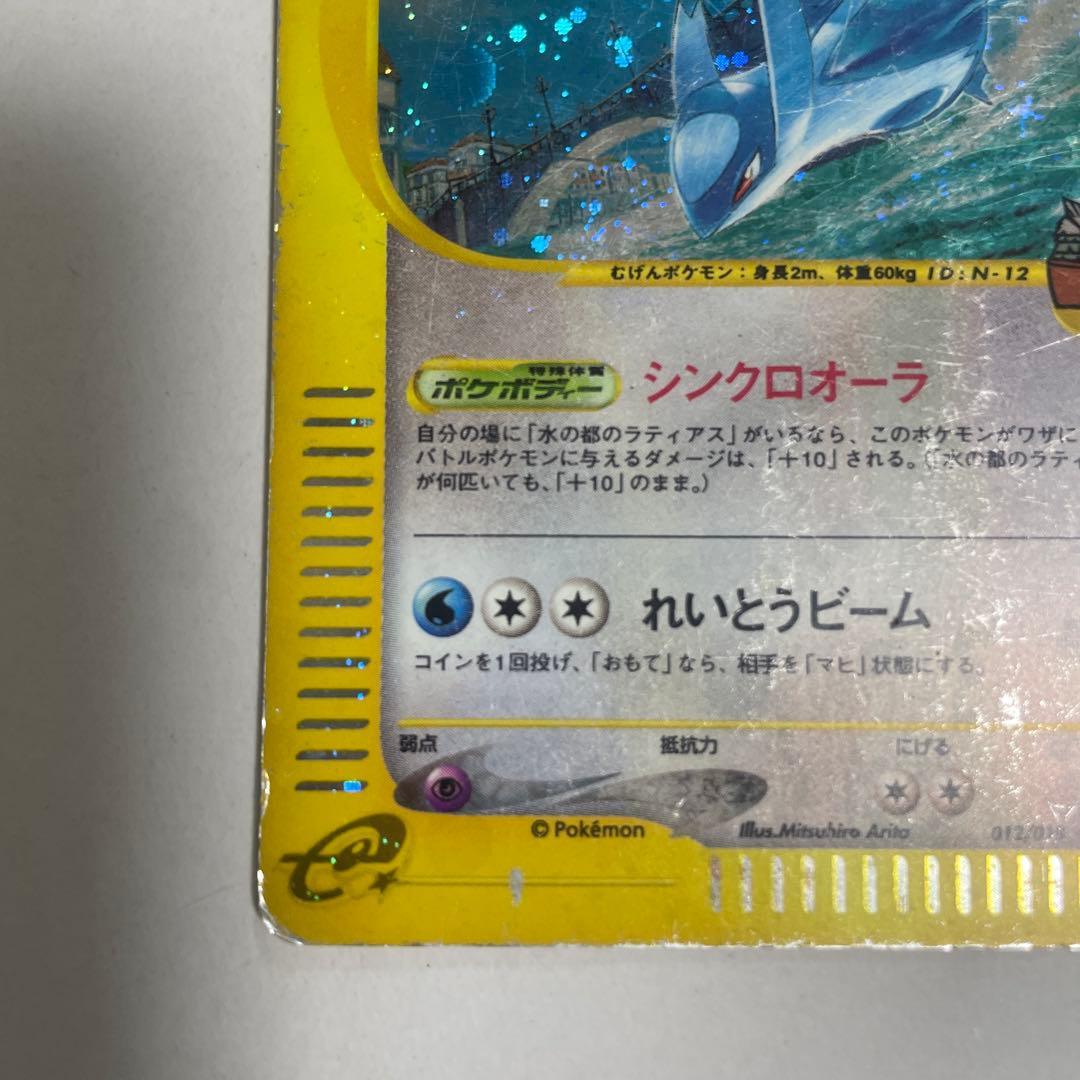 むげんポケモン：身長2m、体重60kg ID:N-12
特殊体質
ポケボディー シンクロオーラ
自分の場に「水の都のラティアス」がいるなら、このポケモンがワザに
バトルポケモンに与えるダメージは、「＋10」される。（「水の都のラティ
が何匹いても、「＋10」のまま。）
れいとうビーム
コインを1回投げ、「おもて」なら、相手を「マヒ」状態にする。
弱点 抵抗力 にげる
© Pokémon Illus.Mitsuhiro Arita 012/018
e